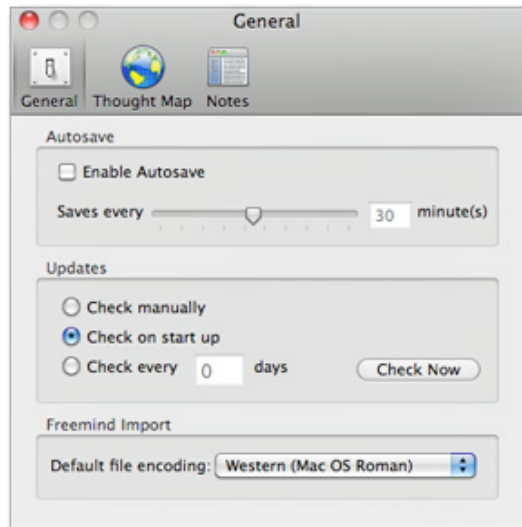 General
General Thought Map Notes
Autosave
Enable Autosave
Saves every 30 minute(s)
Updates
Check manually
Check on start up
Check every 0 days Check Now
Freemind Import
Default file encoding: Western (Mac OS Roman)